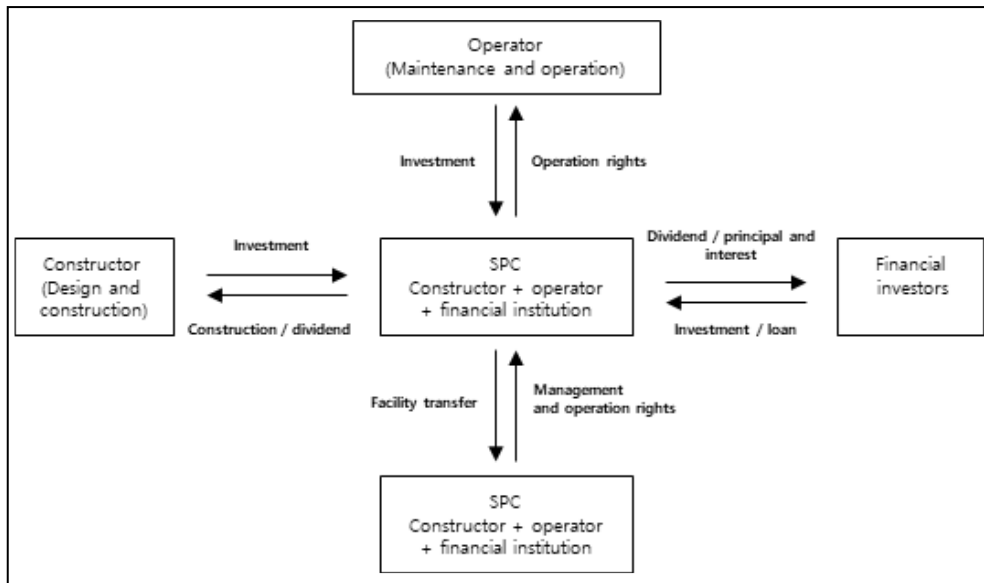 Operator
(Maintenance and operation)
Investment
Operation rights
Constructor
(Design and
construction)
Investment
Construction / dividend
SPC
Constructor + operator
+ financial institution
Dividend / principal and
interest
Investment / loan
Financial
investors
Facility transfer
Management
and operation rights
SPC
Constructor + operator
+ financial institution